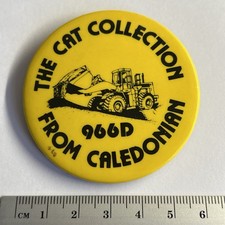 THE CAT COLLECTION
966D
FROM CALEDONIAN
CM 1 2 3 4 5 6